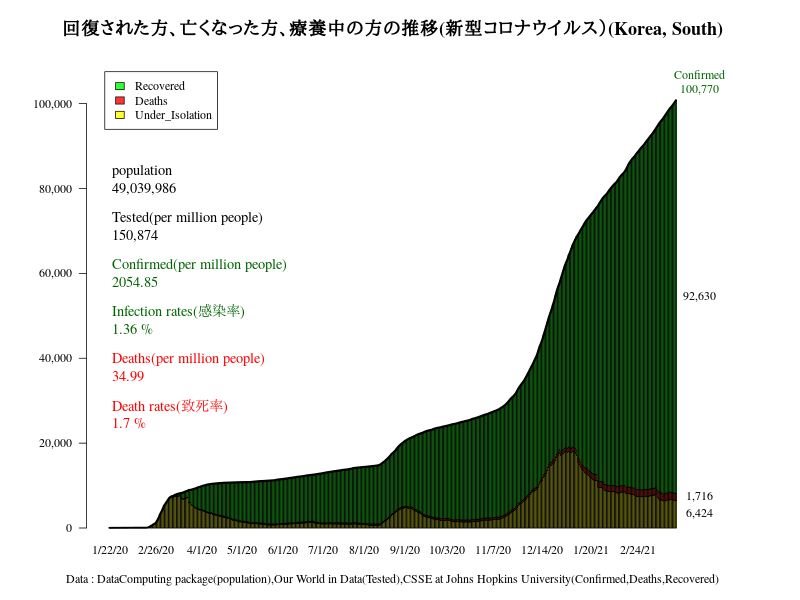 回復された方、亡くなった方、療養中の方の推移(新型コロナウイルス)(Korea, South)
Confirmed
100,770
Recovered
Deaths
Under_Isolation
population
49,039,986
Tested(per million people)
150,874
Confirmed(per million people)
2054.85
Infection rates(感染率)
1.36 %
Deaths(per million people)
34.99
Death rates(致死率)
1.7 %
100,000
80,000
60,000
40,000
20,000
0
92,630
1,716
6,424
1/22/20 2/26/20 4/1/20 5/1/20 6/1/20 7/1/20 8/1/20 9/1/20 10/3/20 11/7/20 12/14/20 1/20/21 2/24/21
Data : DataComputing package(population),Our World in Data(Tested),CSSE at Johns Hopkins University(Confirmed,Deaths,Recovered)